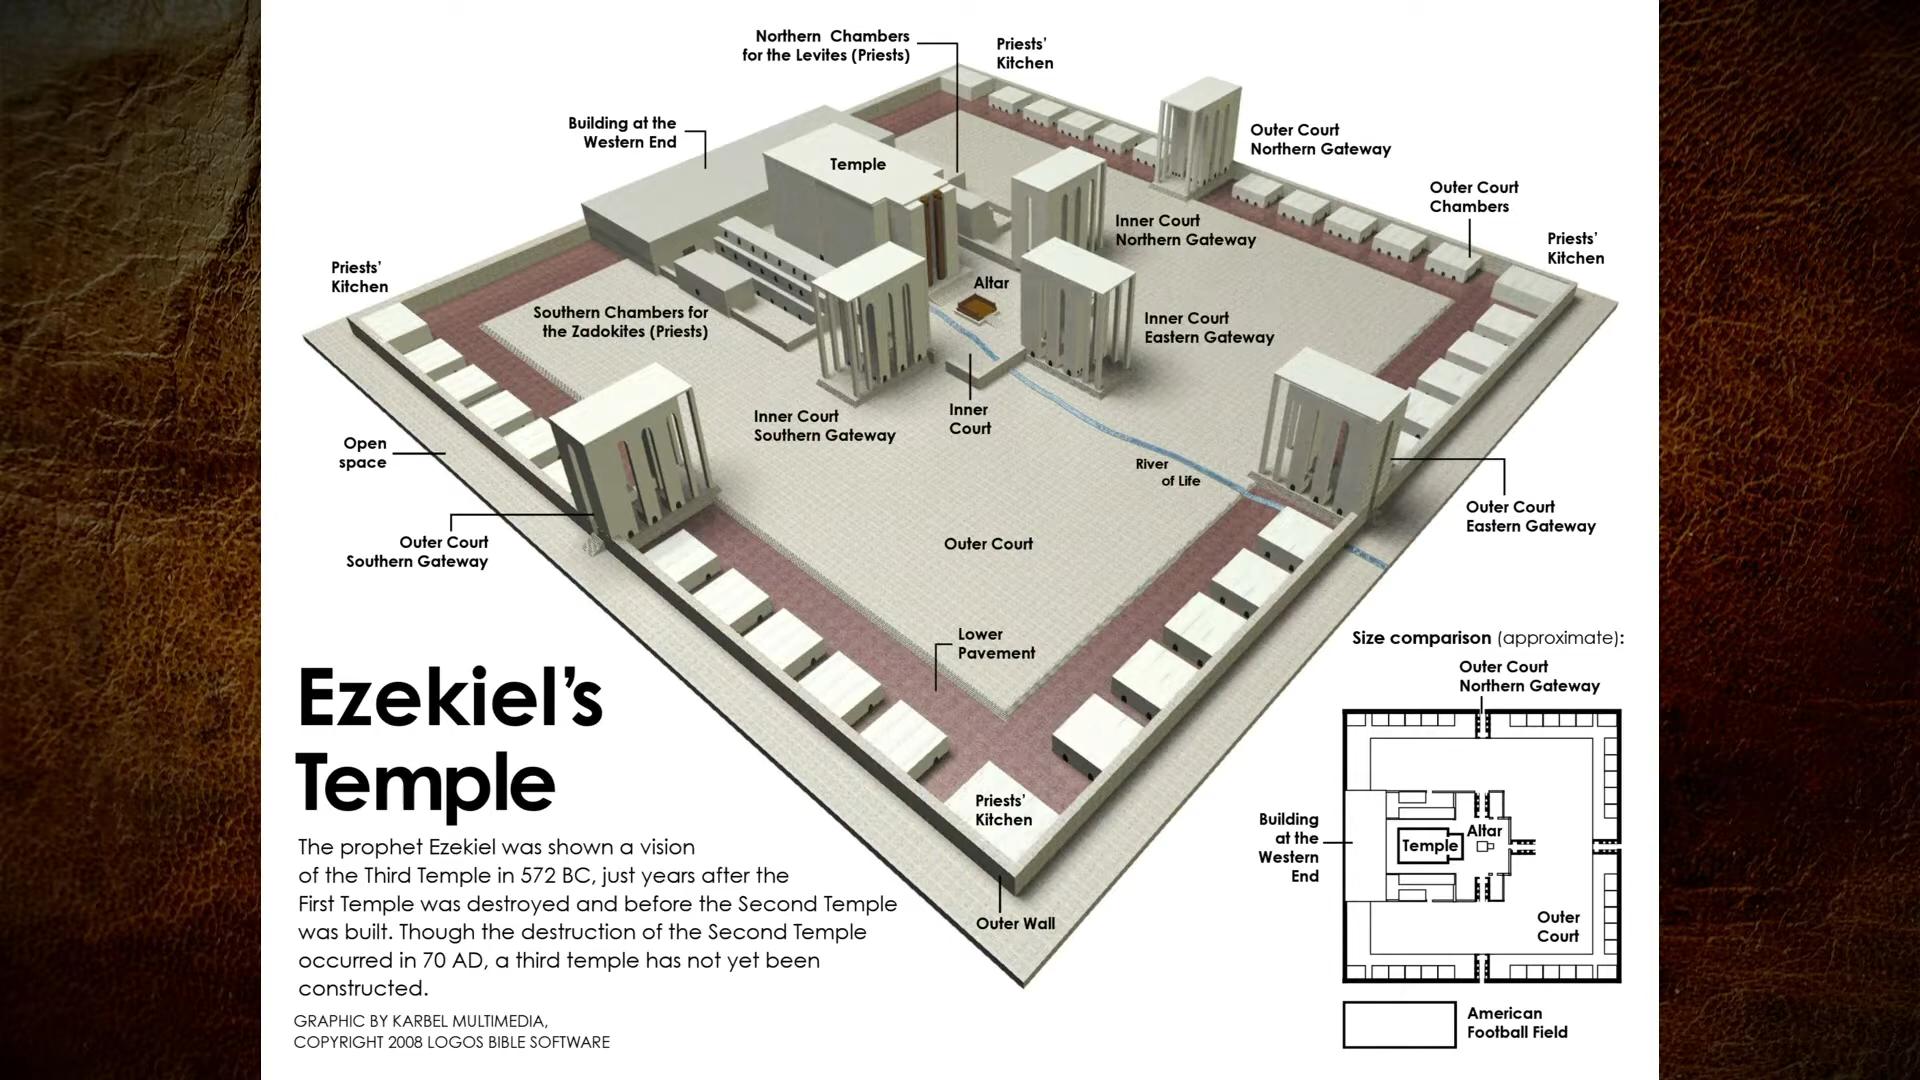 Northern Chambers
for the Levites (Priests)
Priests'
Kitchen
Building at the
Western End
Temple
Outer Court
Northern Gateway
Outer Court
Chambers
Inner Court
Northern Gateway
Priests'
Kitchen
Priests'
Kitchen
Altar
Southern Chambers for
the Zadokites (Priests)
Inner Court
Eastern Gateway
Inner Court
Southern Gateway
Inner
Court
Open
space
River
of Life
Outer Court
Eastern Gateway
Outer Court
Southern Gateway
Outer Court
Lower
Pavement
Priests'
Kitchen
Outer Wall
Ezekiel's
Temple
The prophet Ezekiel was shown a vision
of the Third Temple in 572 BC, just years after the
First Temple was destroyed and before the Second Temple
was built. Though the destruction of the Second Temple
occurred in 70 AD, a third temple has not yet been
constructed.
GRAPHIC BY KARBEL MULTIMEDIA,
COPYRIGHT 2008 LOGOS BIBLE SOFTWARE
Size comparison (approximate):
Outer Court
Northern Gateway
Building
at the
Western
End
Altar
Temple
Outer
Court
American
Football Field